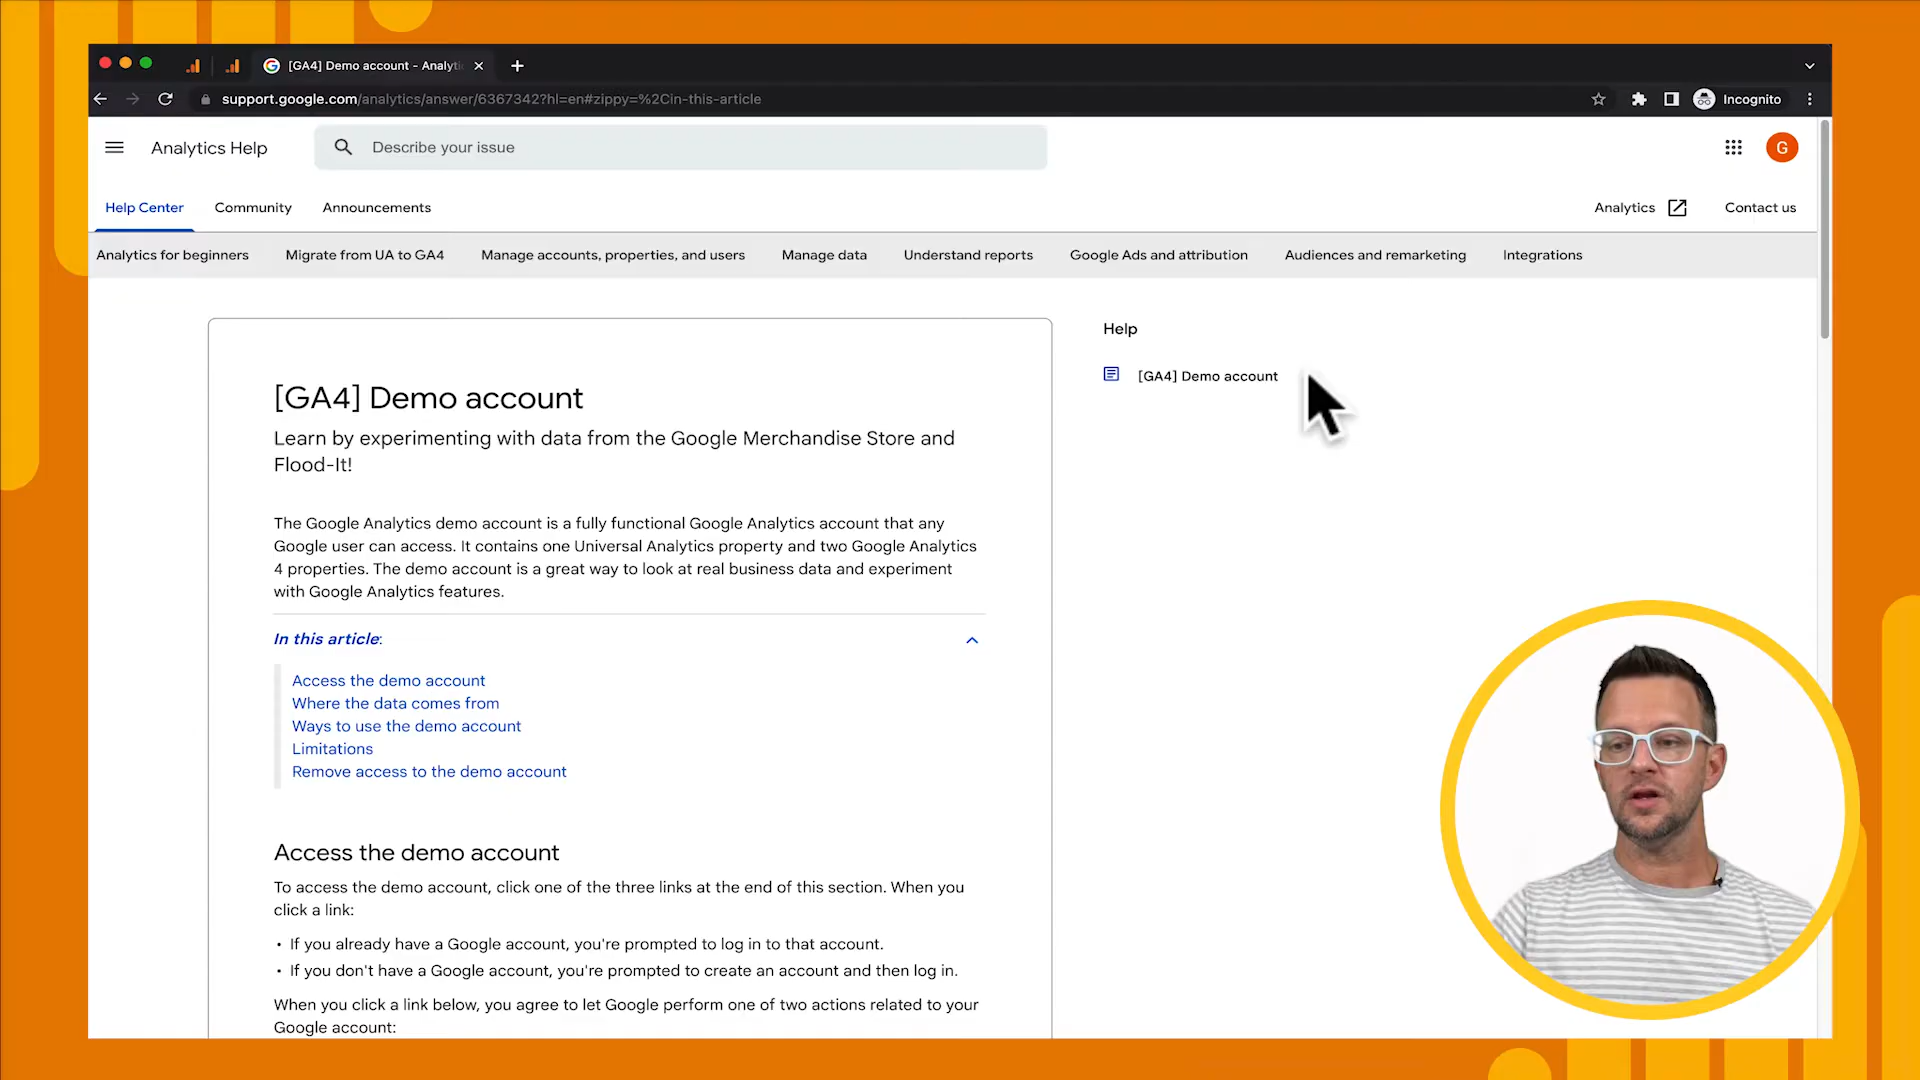 [GA4] Demo account - Analyti
support.google.com/analytics/answer/6367342?hl=en#zippy=%2Cin-this-article
Incognito
Analytics Help
Describe your issue
G
Help Center
Community
Announcements
Analytics
Contact us
Analytics for beginners
Migrate from UA to GA4
Manage accounts, properties, and users
Manage data
Understand reports
Google Ads and attribution
Audiences and remarketing
Integrations
[GA4] Demo account
Learn by experimenting with data from the Google Merchandise Store and
Flood-It!
The Google Analytics demo account is a fully functional Google Analytics account that any
Google user can access. It contains one Universal Analytics property and two Google Analytics
4 properties. The demo account is a great way to look at real business data and experiment
with Google Analytics features.
In this article:
Access the demo account
Where the data comes from
Ways to use the demo account
Limitations
Remove access to the demo account
Access the demo account
To access the demo account, click one of the three links at the end of this section. When you
click a link:
• If you already have a Google account, you're prompted to log in to that account.
• If you don't have a Google account, you're prompted to create an account and then log in.
When you click a link below, you agree to let Google perform one of two actions related to your
Google account:
Help
[GA4] Demo account